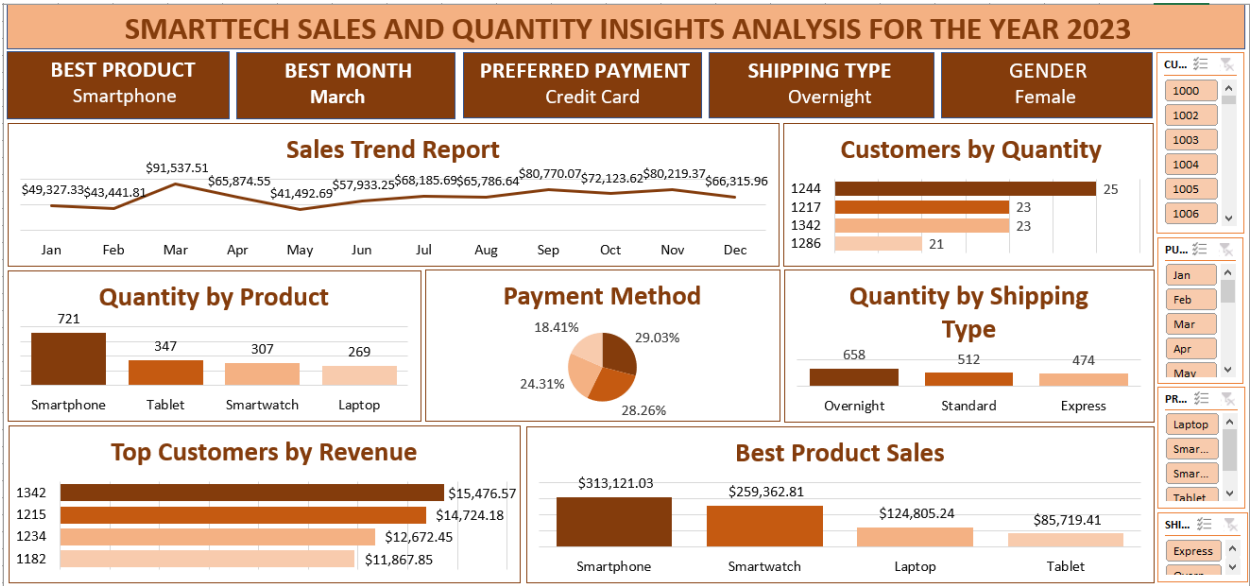 SMARTTECH SALES AND QUANTITY INSIGHTS ANALYSIS FOR THE YEAR 2023
BEST PRODUCT
Smartphone
BEST MONTH
March
PREFERRED PAYMENT
Credit Card
SHIPPING TYPE
Overnight
GENDER
Female
Sales Trend Report
$49,327.33
$43,441.81
$91,537.51
$65,874.55
$41,492.69
$57,933.25
$68,185.69
$65,786.64
$80,770.07
$72,123.62
$80,219.37
$66,315.96
Jan Feb Mar Apr May Jun Jul Aug Sep Oct Nov Dec
Customers by Quantity
1244 25
1217 23
1342 23
1286 21
Quantity by Product
721 347 307 269
Smartphone Tablet Smartwatch Laptop
Payment Method
18.41%
29.03%
24.31%
28.26%
Quantity by Shipping
Type
658 512 474
Overnight Standard Express
Top Customers by Revenue
1342 $15,476.57
1215 $14,724.18
1234 $12,672.45
1182 $11,867.85
Best Product Sales
$313,121.03 $259,362.81 $124,805.24 $85,719.41
Smartphone Smartwatch Laptop Tablet
CU...
1000
1002
1003
1004
1005
1006
PU...
Jan
Feb
Mar
Apr
May
PR...
Laptop
Smar...
Smar...
Tablet
SHI...
Express